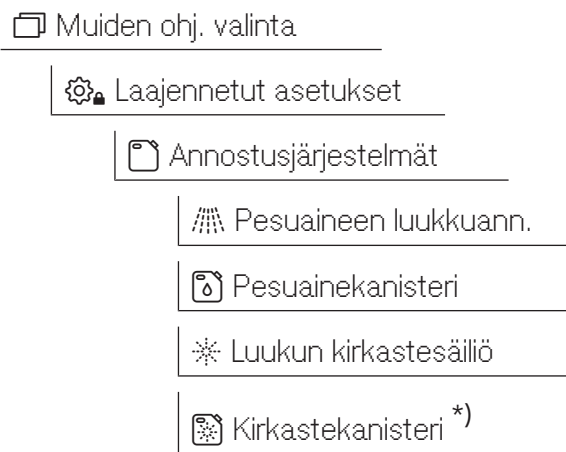 Muiden ohj. valinta
Laajennetut asetukset
Annostusjärjestelmät
Pesuaineen luukkuann.
Pesuainekanisteri
Luukun kirkastesäiliö
Kirkastekanisteri *)